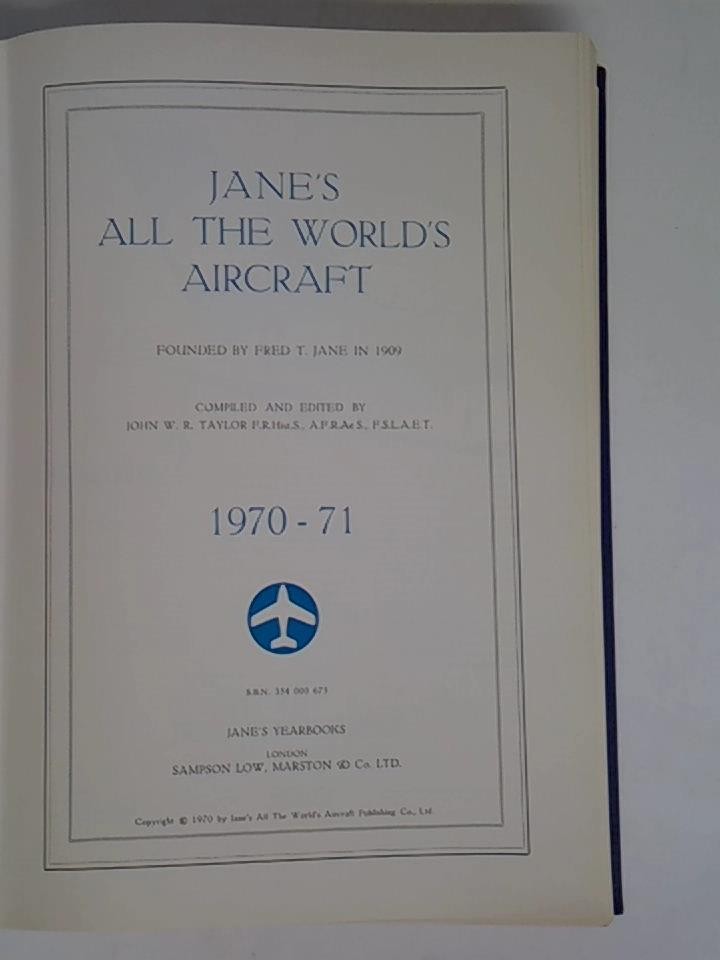 JANE'S
ALL THE WORLD'S
AIRCRAFT
FOUNDED BY FRED T. JANE IN 1909
COMPILED AND EDITED BY
JOHN W. R. TAYLOR F.R.Hist.S., A.F.R.Ae.S., F.S.L.A.E.T.
1970 - 71
S.B.N. 354 000 673
JANE'S YEARBOOKS
LONDON
SAMPSON LOW, MARSTON & Co. LTD.
Copyright © 1970 by Jane's All The World's Aircraft Publishing Co., Ltd.